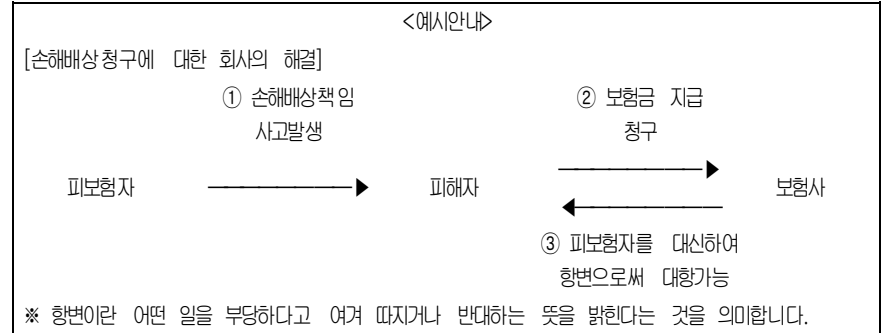 <예시안내>
[손해배상청구에 대한 회사의 해결]
① 손해배상책임 ② 보험금 지급
사고발생 청구
피보험자 피해자 보험사
③ 피보험자를 대신하여
항변으로써 대항가능
※ 항변이란 어떤 일을 부당하다고 여겨 따지거나 반대하는 뜻을 밝힌다는 것을 의미합니다.